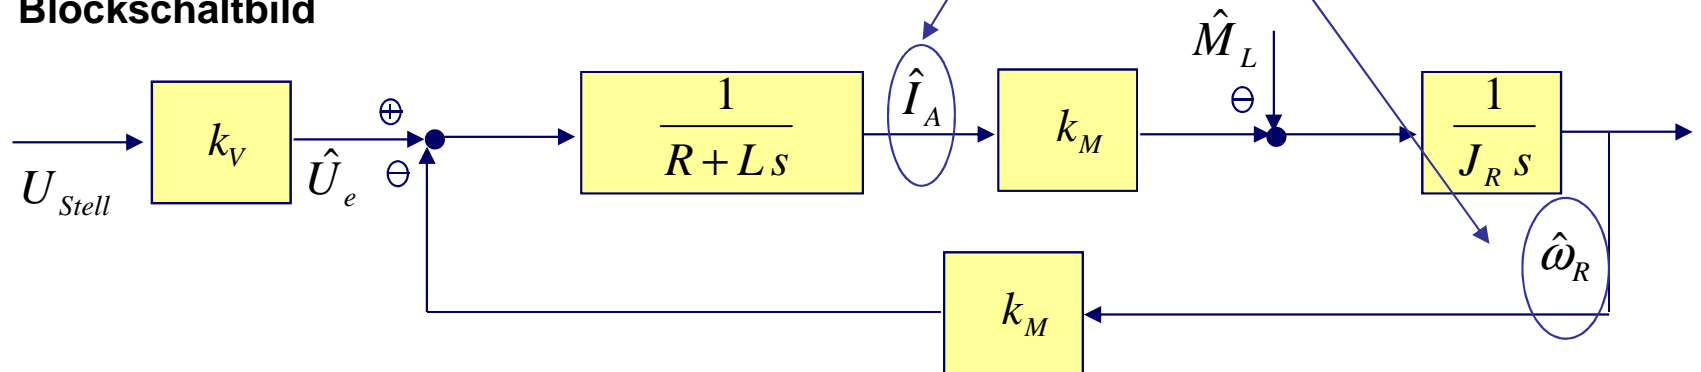 Blockschaltbild
M̂_L
1
1
Î_A
k_V
k_M
⊕
⊖
R + L s
J_R s
⊖
U_Stell
Û_e
ω̂_R
k_M